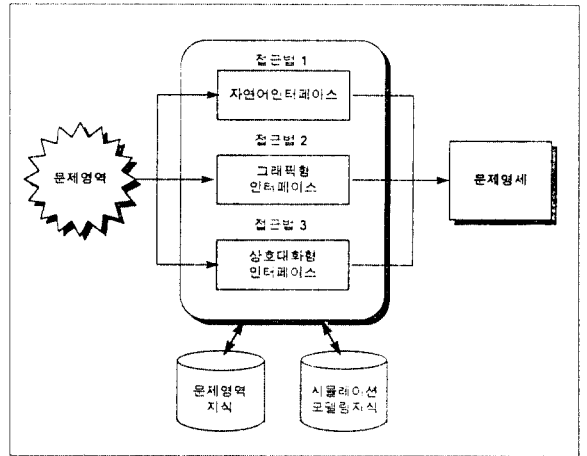 접근법 1
자연어인터페이스
접근법 2
그래픽형
인터페이스
접근법 3
상호대화형
인터페이스
문제영역
문제명세
문제영역
지식
시뮬레이션
모델링지식